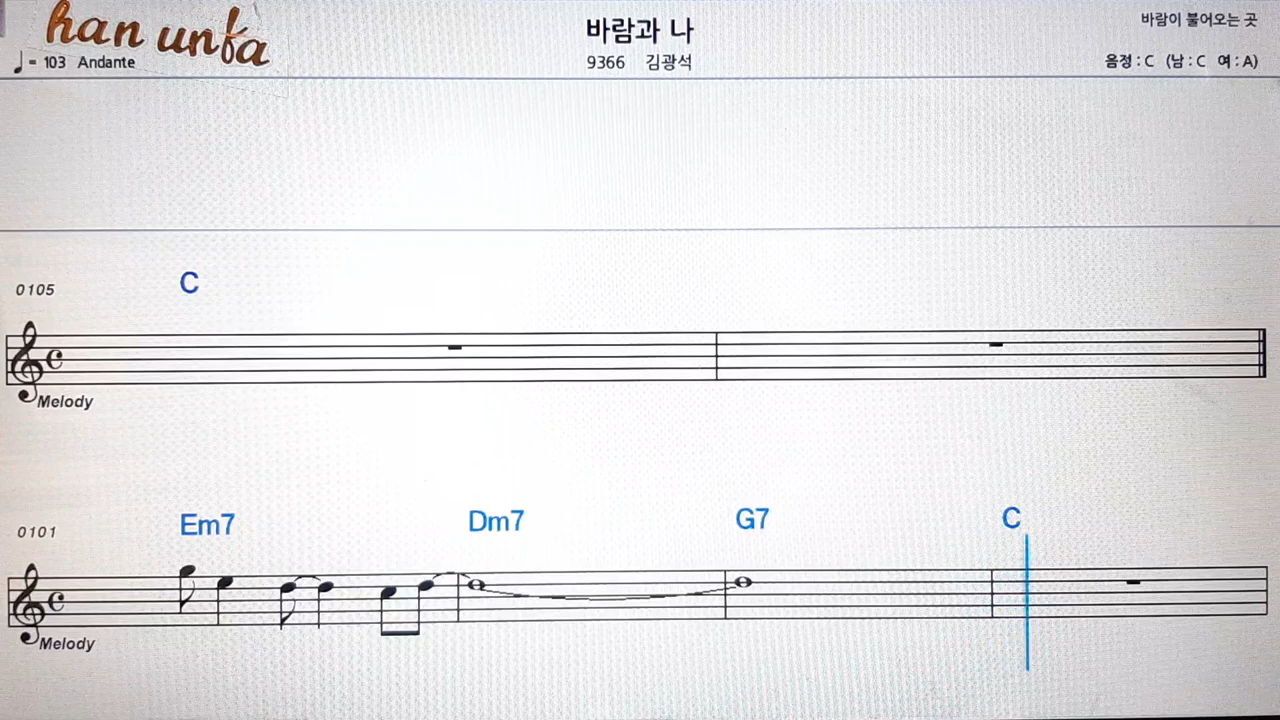 han unfa
바람과 나
바람이 불어오는 곳
♩= 103 Andante
9366 김광석
음정 : C (남 : C 여 : A)
0105
C
Melody
0101
Em7 Dm7 G7 C
Melody